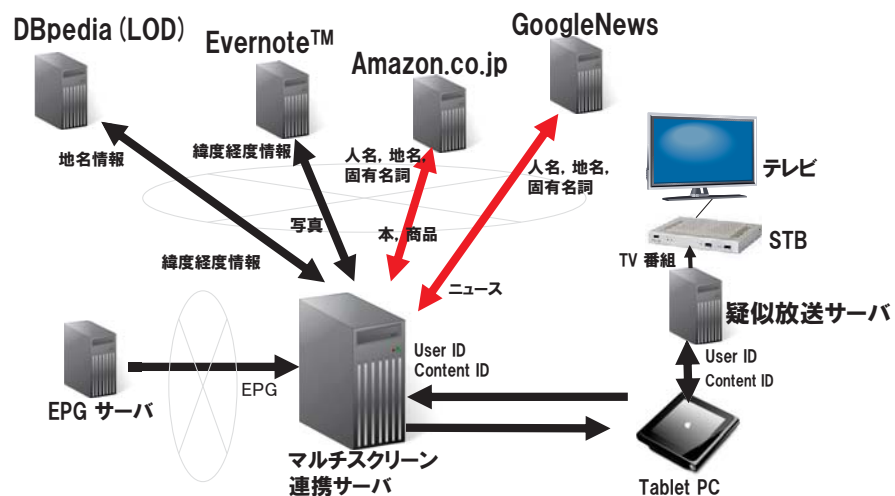 DBpedia (LOD)
Evernote™
Amazon.co.jp
GoogleNews
地名情報
緯度経度情報
人名, 地名,
固有名詞
人名, 地名,
固有名詞
テレビ
写真
本, 商品
STB
緯度経度情報
TV 番組
ニュース
疑似放送サーバ
User ID
Content ID
User ID
Content ID
EPG
EPG サーバ
マルチスクリーン
連携サーバ
Tablet PC